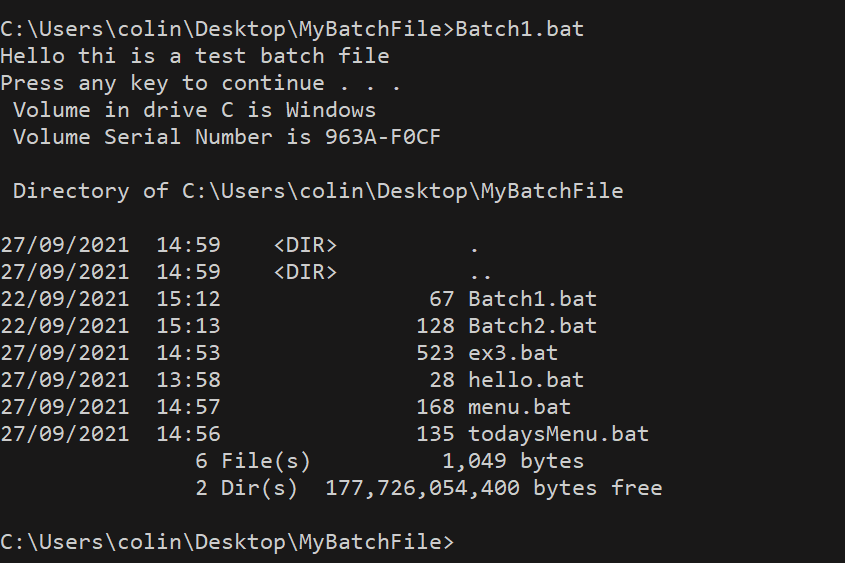 C:\Users\colin\Desktop\MyBatchFile>Batch1.bat
Hello thi is a test batch file
Press any key to continue . . .
 Volume in drive C is Windows
 Volume Serial Number is 963A-F0CF

 Directory of C:\Users\colin\Desktop\MyBatchFile

27/09/2021  14:59    <DIR>          .
27/09/2021  14:59    <DIR>          ..
22/09/2021  15:12                67 Batch1.bat
22/09/2021  15:13               128 Batch2.bat
27/09/2021  14:53               523 ex3.bat
27/09/2021  13:58                28 hello.bat
27/09/2021  14:57               168 menu.bat
27/09/2021  14:56               135 todaysMenu.bat
               6 File(s)          1,049 bytes
               2 Dir(s)  177,726,054,400 bytes free

C:\Users\colin\Desktop\MyBatchFile>